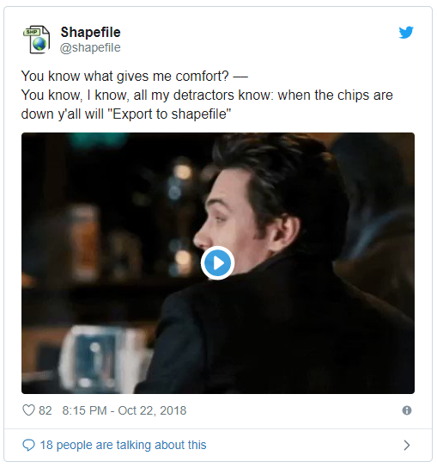 Shapefile
@shapefile
You know what gives me comfort? —
You know, I know, all my detractors know: when the chips are
down y'all will "Export to shapefile"
82 8:15 PM - Oct 22, 2018
18 people are talking about this